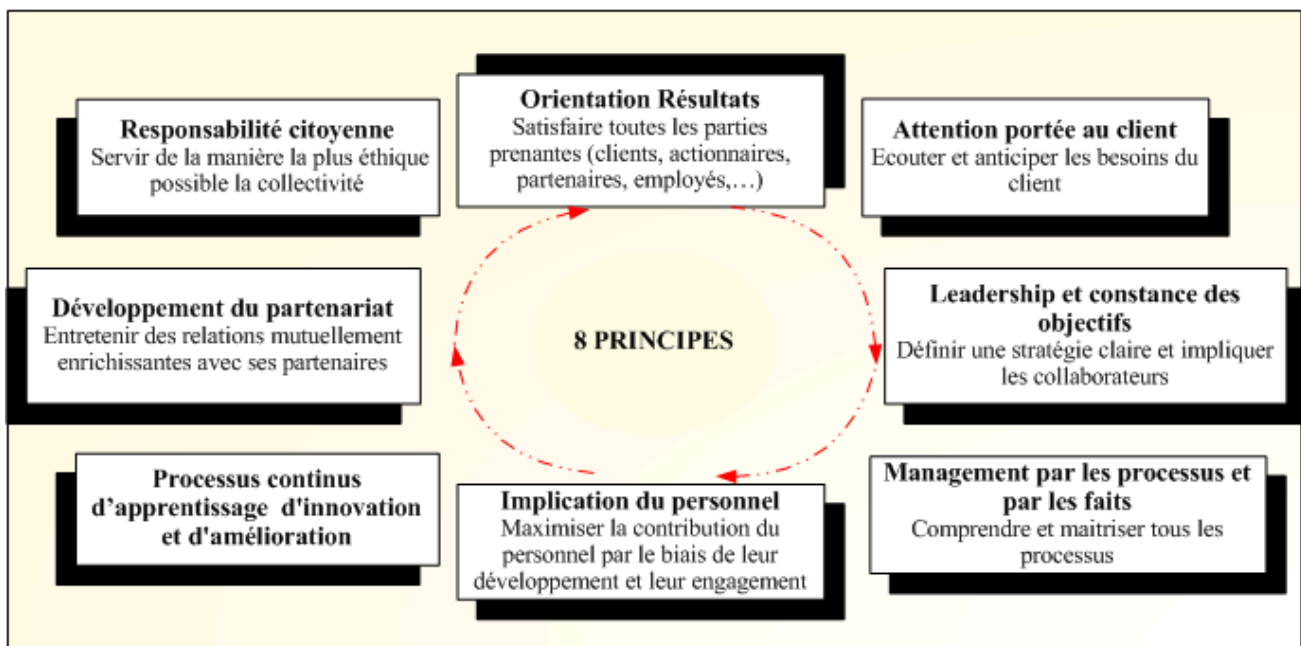 Orientation Résultats
Satisfaire toutes les parties
prenantes (clients, actionnaires,
partenaires, employés,…)
Attention portée au client
Ecouter et anticiper les besoins du
client
Leadership et constance des
objectifs
Définir une stratégie claire et impliquer
les collaborateurs
Management par les processus et
par les faits
Comprendre et maitriser tous les
processus
Implication du personnel
Maximiser la contribution du
personnel par le biais de leur
développement et leur engagement
Processus continus
d’apprentissage d'innovation
et d'amélioration
Développement du partenariat
Entretenir des relations mutuellement
enrichissantes avec ses partenaires
Responsabilité citoyenne
Servir de la manière la plus éthique
possible la collectivité
8 PRINCIPES